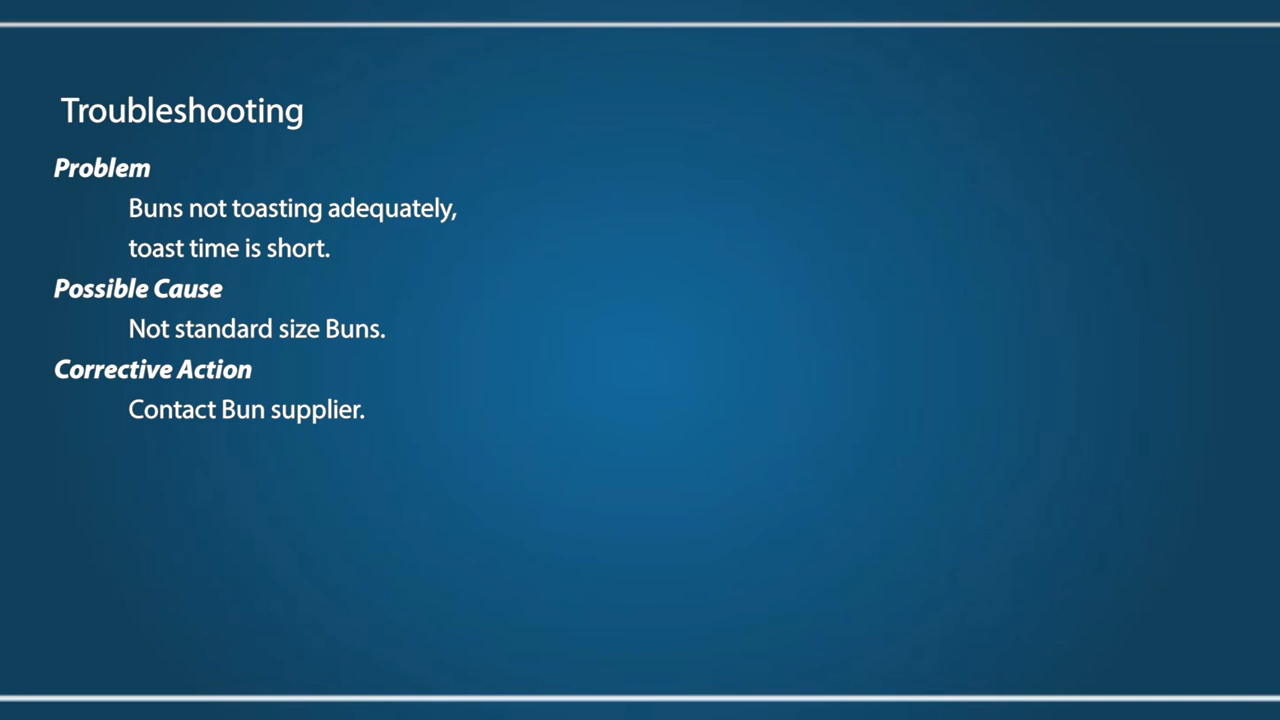 Troubleshooting
Problem
Buns not toasting adequately,
toast time is short.
Possible Cause
Not standard size Buns.
Corrective Action
Contact Bun supplier.